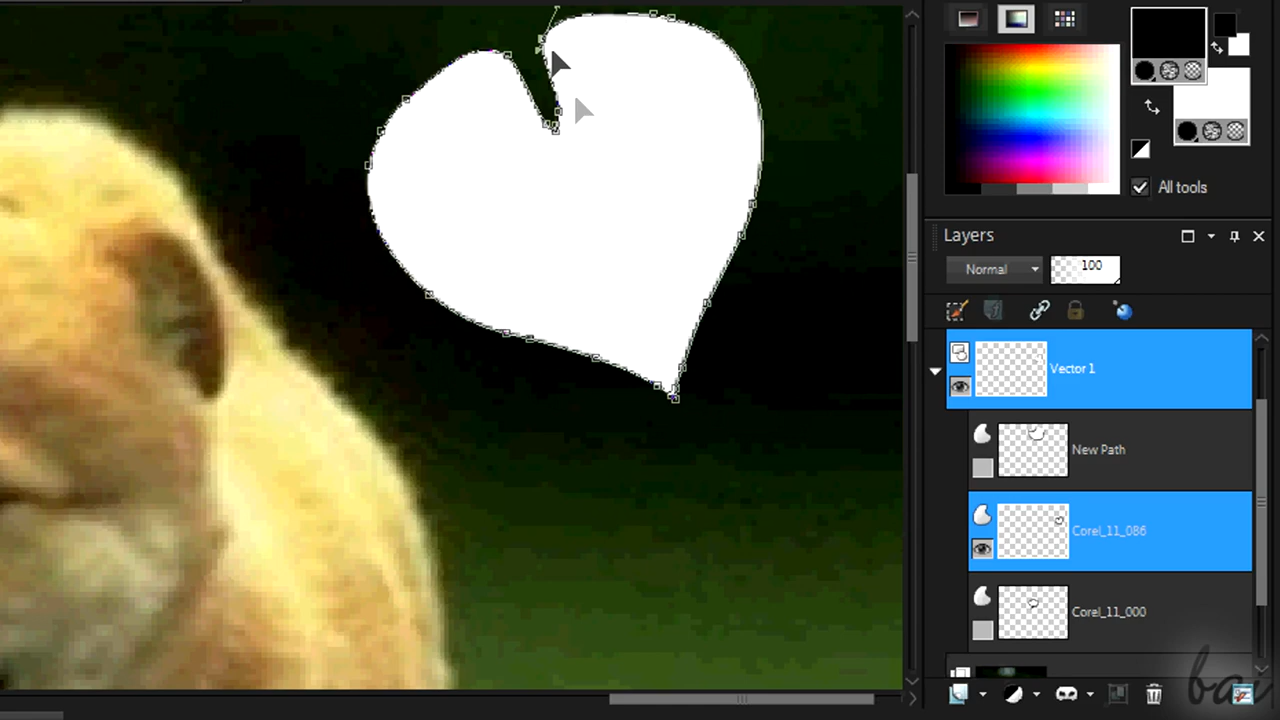 All tools
Layers
Normal
100
Vector 1
New Path
Corel_11_086
Corel_11_000